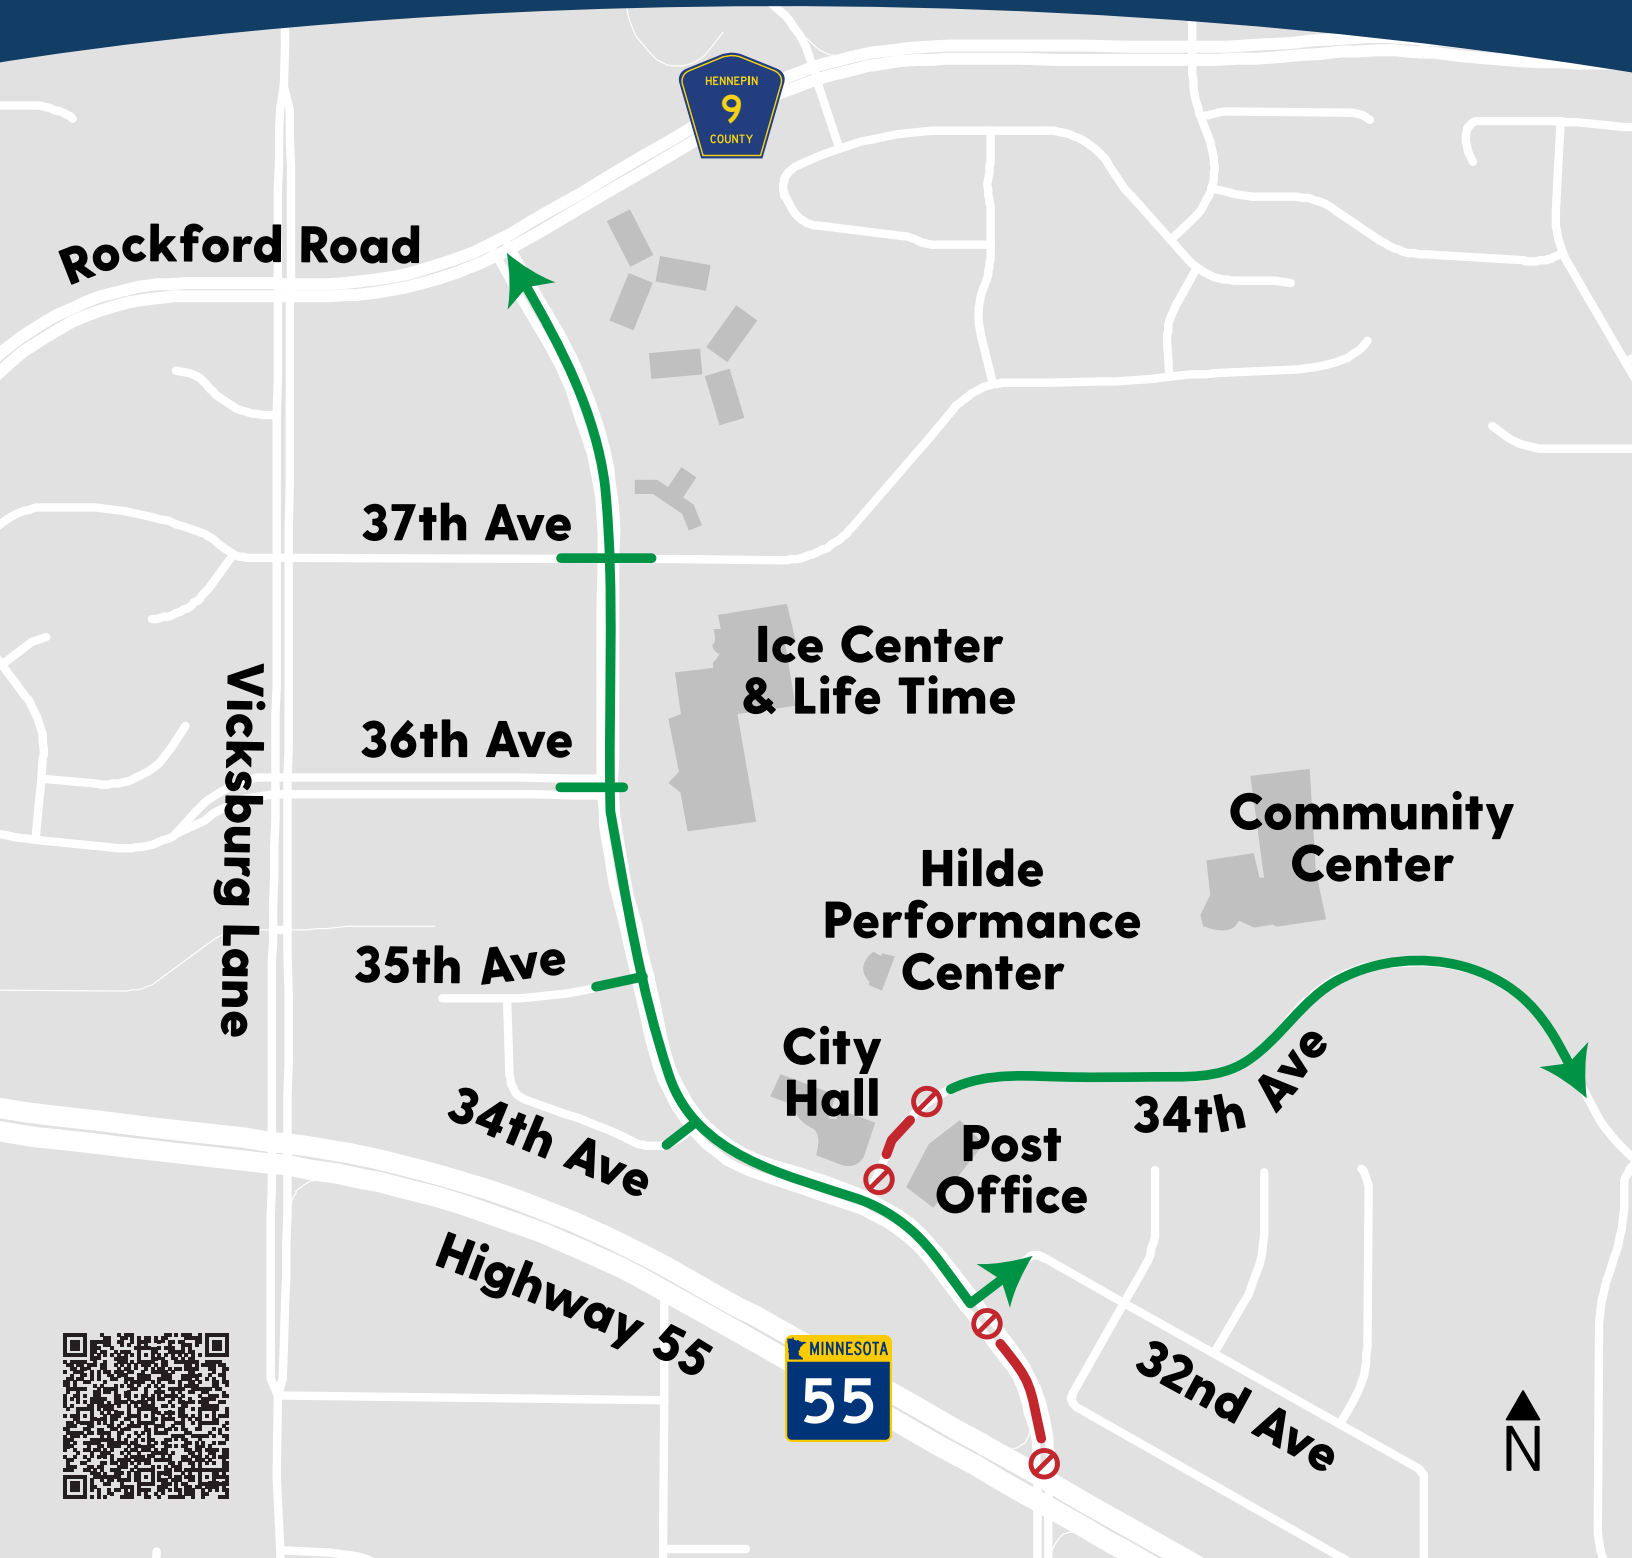 HENNEPIN
9
COUNTY
Rockford Road
37th Ave
Ice Center
& Life Time
Vicksburg Lane
36th Ave
Community
Center
Hilde
Performance
Center
35th Ave
City
Hall
34th Ave
34th Ave
Post
Office
Highway 55
MINNESOTA
55
32nd Ave
N